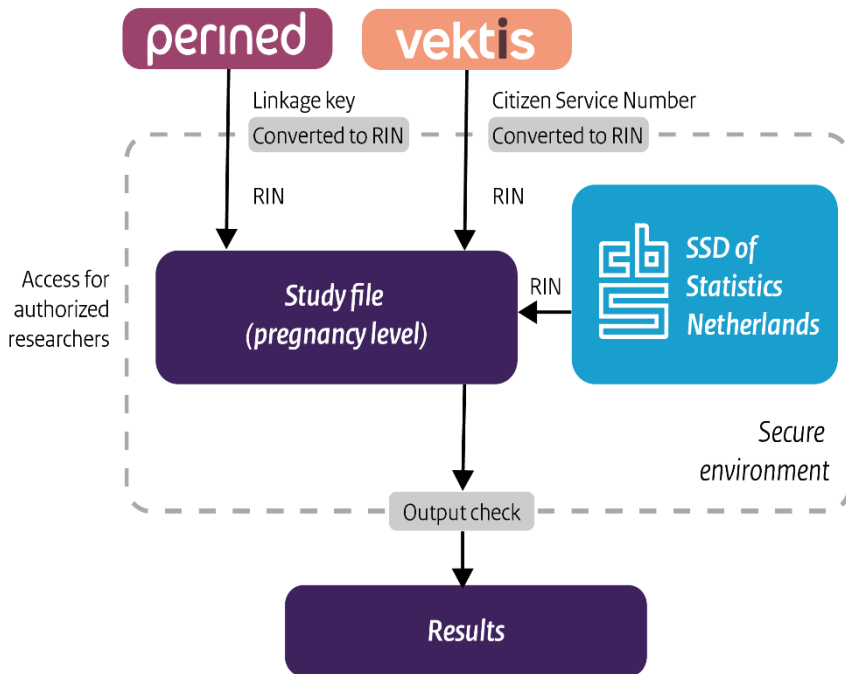 perined
vektis
Linkage key
Converted to RIN
Citizen Service Number
Converted to RIN
RIN
RIN
Access for
authorized
researchers
Study file
(pregnancy level)
RIN
cbs
SSD of
Statistics
Netherlands
Secure
environment
Output check
Results